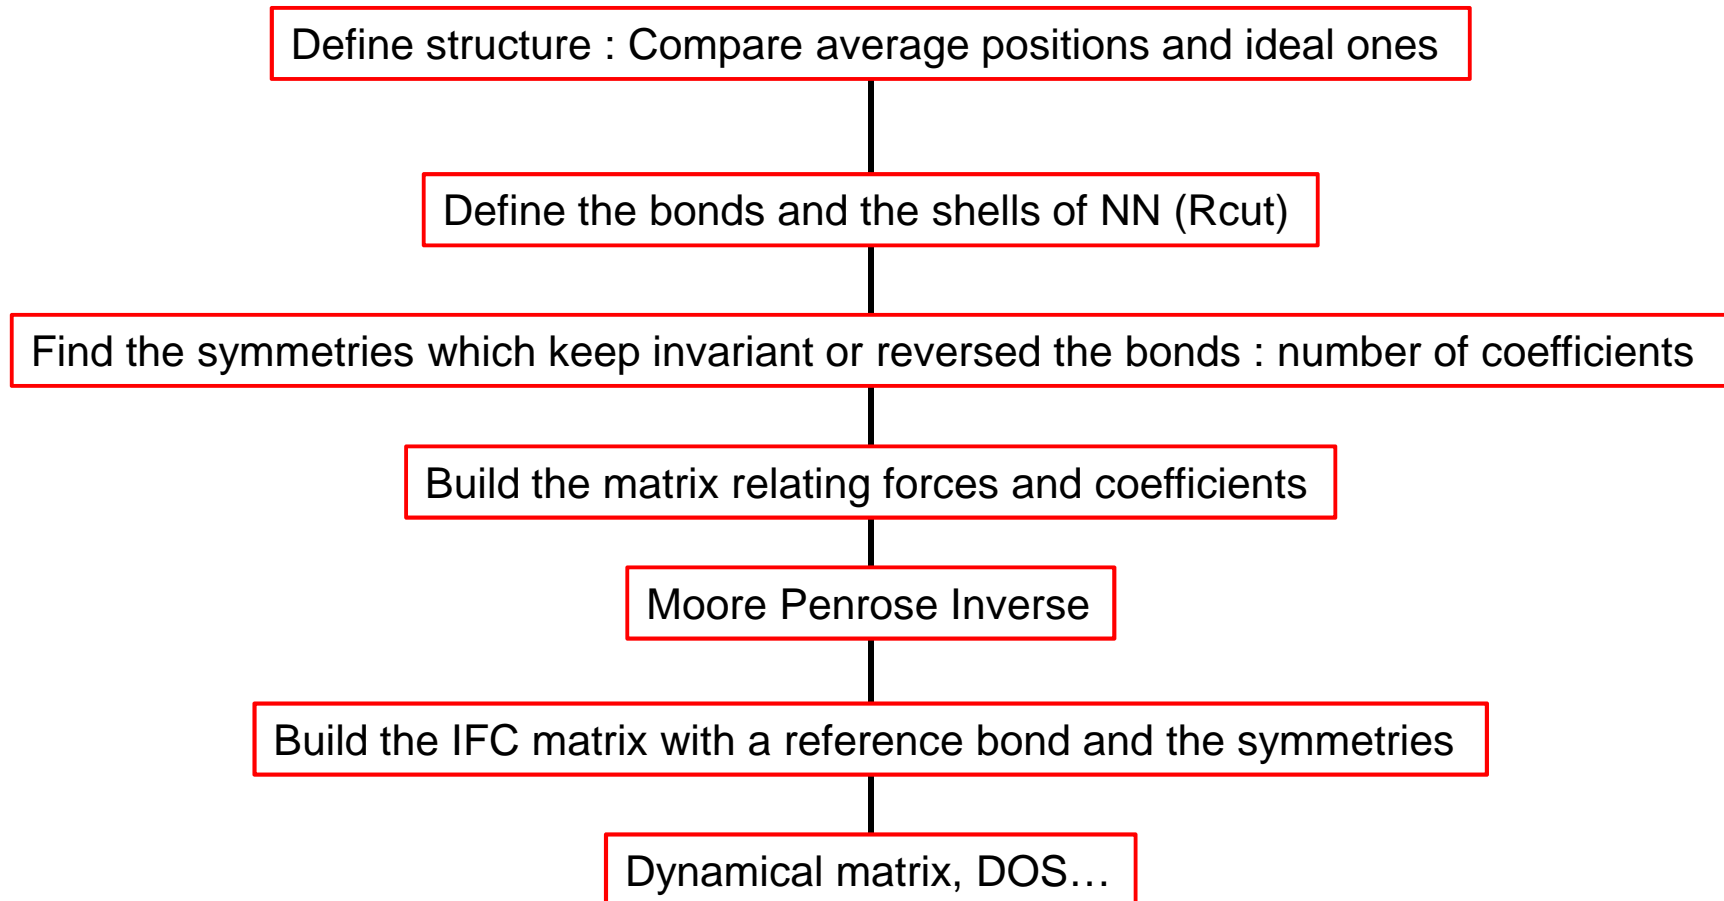 Define structure : Compare average positions and ideal ones
Define the bonds and the shells of NN (Rcut)
Find the symmetries which keep invariant or reversed the bonds : number of coefficients
Build the matrix relating forces and coefficients
Moore Penrose Inverse
Build the IFC matrix with a reference bond and the symmetries
Dynamical matrix, DOS…